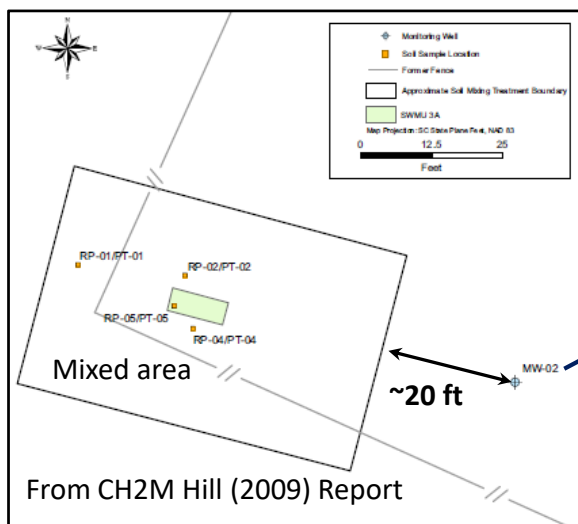 N
W E
S
Monitoring Well
Soil Sample Location
Former Fence
Approximate Soil Mixing Treatment Boundary
SWMU 3A
Map Projection: SC State Plane Feet, NAD 83
0 12.5 25
Feet
RP-01/PT-01
RP-02/PT-02
RP-05/PT-05
RP-04/PT-04
Mixed area
MW-02
~20 ft
From CH2M Hill (2009) Report